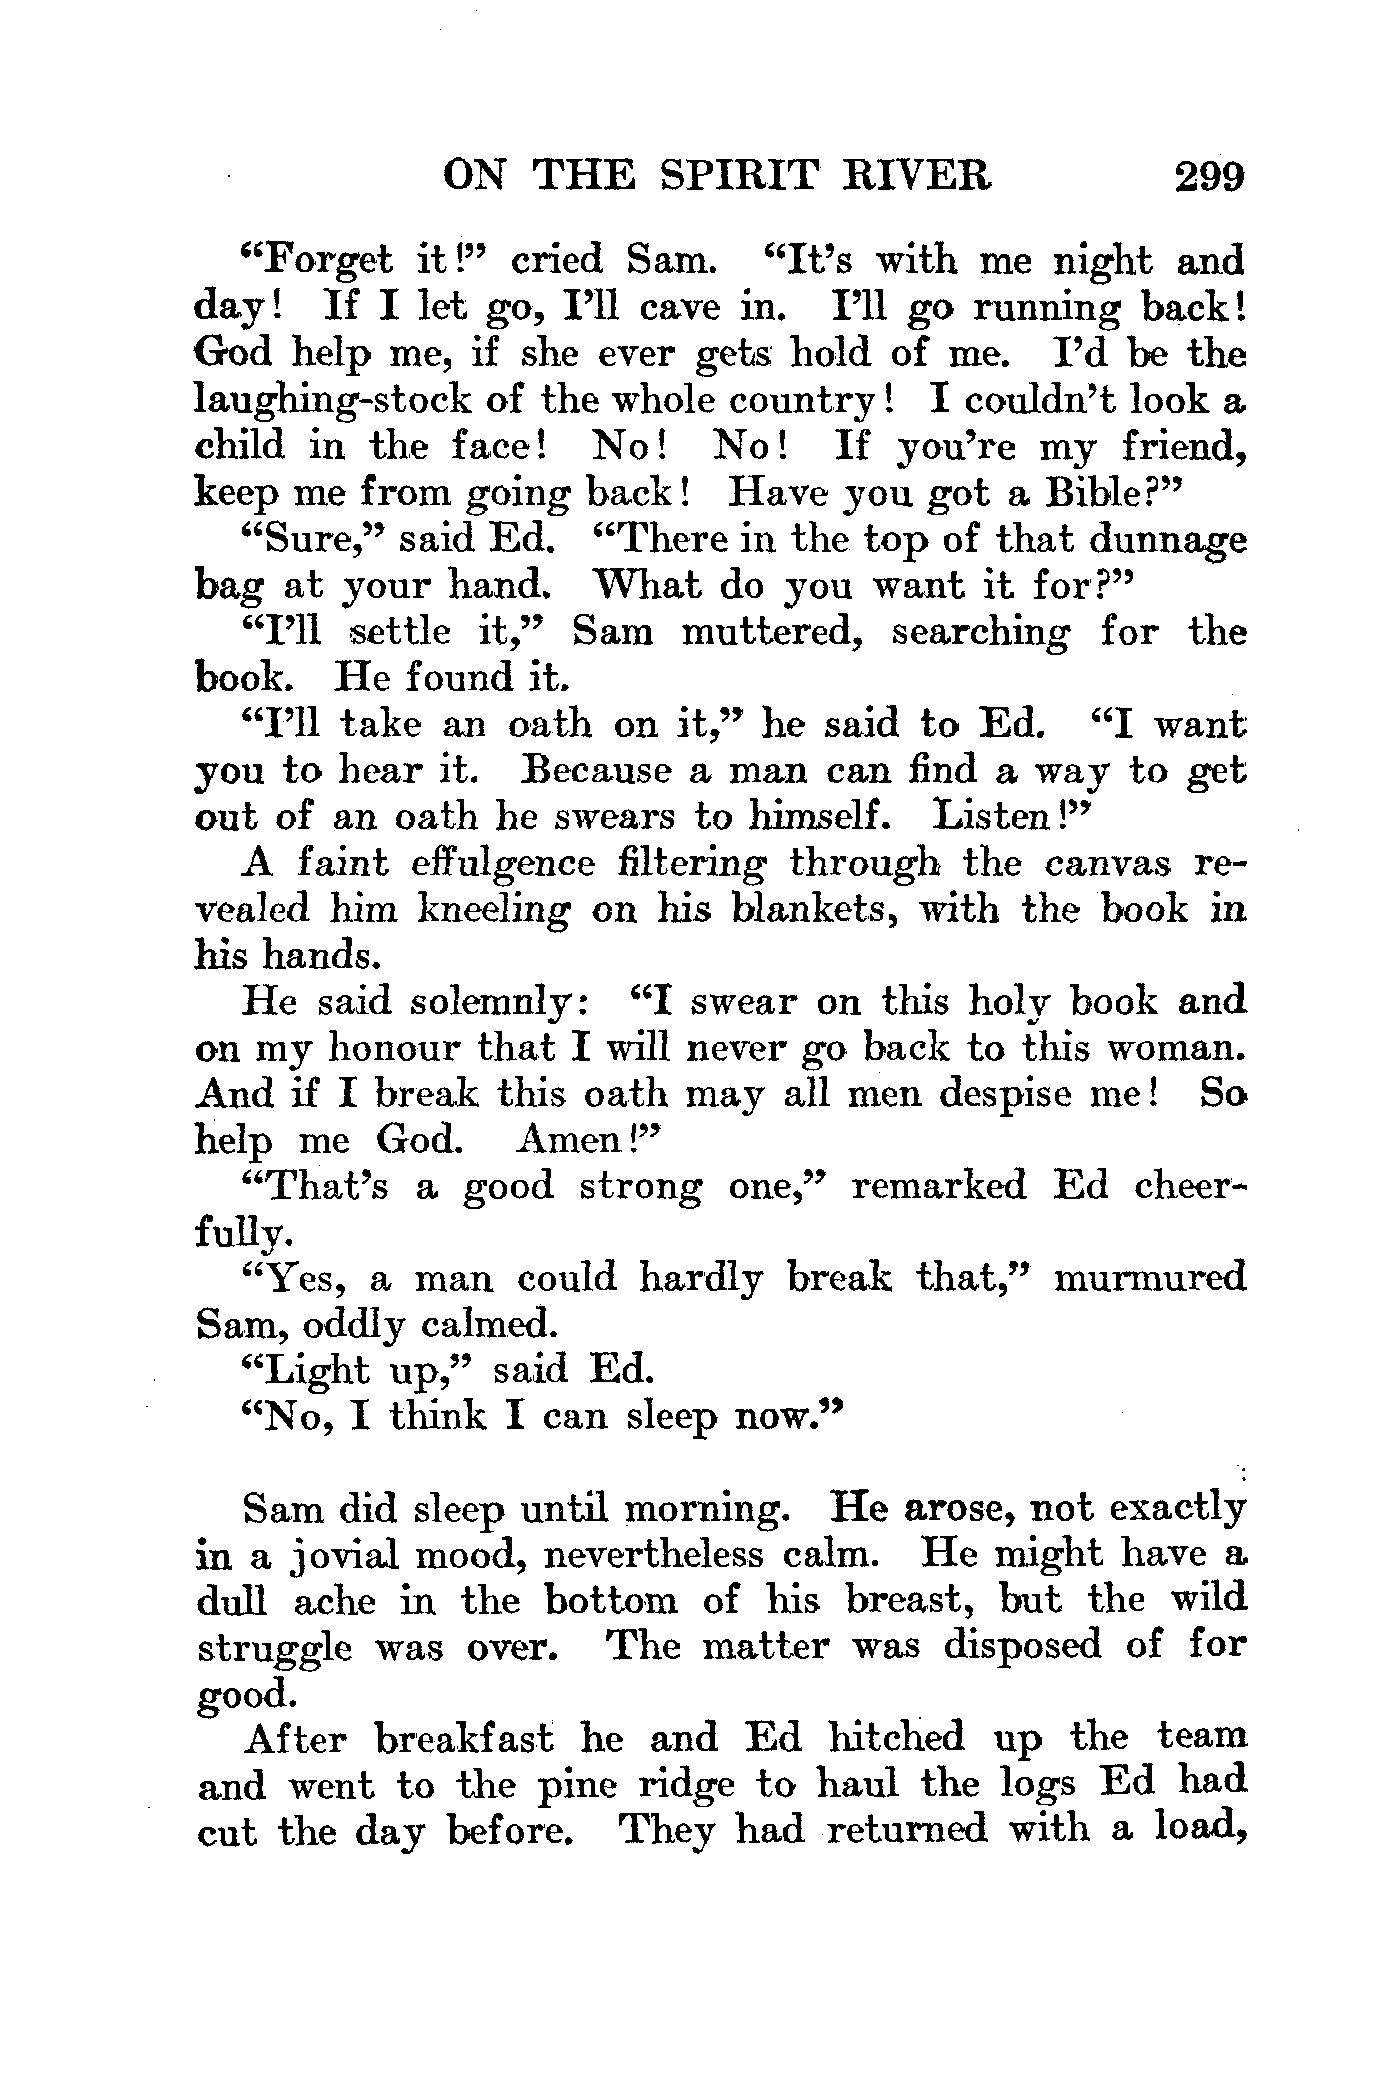 ON THE SPIRIT RIVER 299
“Forget it!” cried Sam. “It’s with me night and
day! If I let go, I’ll cave in. I’ll go running back!
God help me, if she ever gets hold of me. I’d be the
laughing-stock of the whole country! I couldn’t look a
child in the face! No! No! If you’re my friend,
keep me from going back! Have you got a Bible?”
“Sure,” said Ed. “There in the top of that dunnage
bag at your hand. What do you want it for?”
“I’ll settle it,” Sam muttered, searching for the
book. He found it.
“I’ll take an oath on it,” he said to Ed. “I want
you to hear it. Because a man can find a way to get
out of an oath he swears to himself. Listen!”
A faint effulgence filtering through the canvas re-
vealed him kneeling on his blankets, with the book in
his hands.
He said solemnly: “I swear on this holy book and
on my honour that I will never go back to this woman.
And if I break this oath may all men despise me! So
help me God. Amen!”
“That’s a good strong one,” remarked Ed cheer-
fully.
“Yes, a man could hardly break that,” murmured
Sam, oddly calmed.
“Light up,” said Ed.
“No, I think I can sleep now.”
Sam did sleep until morning. He arose, not exactly
in a jovial mood, nevertheless calm. He might have a
dull ache in the bottom of his breast, but the wild
struggle was over. The matter was disposed of for
good.
After breakfast he and Ed hitched up the team
and went to the pine ridge to haul the logs Ed had
cut the day before. They had returned with a load,